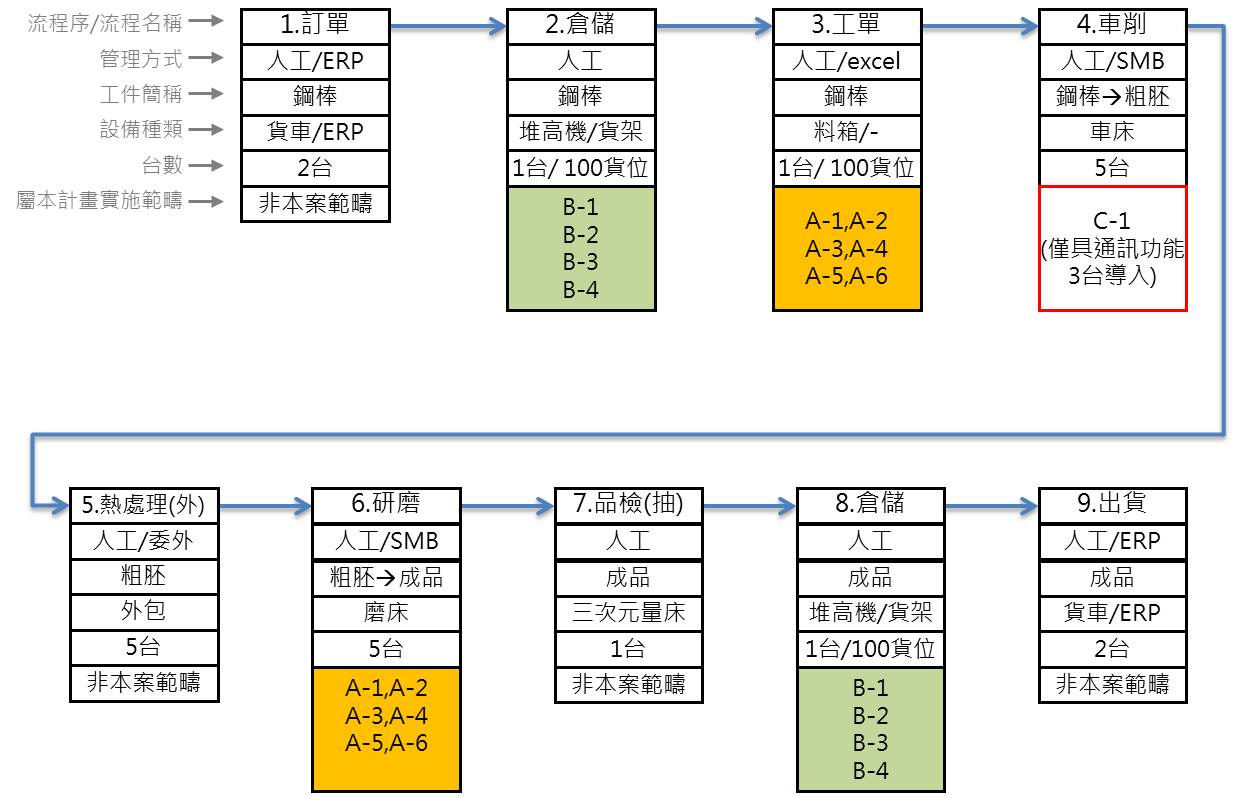 流程序/流程名稱
管理方式
工件簡稱
設備種類
台數
屬本計畫實施範疇
1.訂單
人工/ERP
鋼棒
貨車/ERP
2台
非本案範疇
2.倉儲
人工
鋼棒
堆高機/貨架
1台/ 100貨位
B-1
B-2
B-3
B-4
3.工單
人工/excel
鋼棒
料箱/-
1台/ 100貨位
A-1,A-2
A-3,A-4
A-5,A-6
4.車削
人工/SMB
鋼棒→粗胚
車床
5台
C-1
(僅具通訊功能
3台導入)
5.熱處理(外)
人工/委外
粗胚
外包
5台
非本案範疇
6.研磨
人工/SMB
粗胚→成品
磨床
5台
A-1,A-2
A-3,A-4
A-5,A-6
7.品檢(抽)
人工
成品
三次元量床
1台
非本案範疇
8.倉儲
人工
成品
堆高機/貨架
1台/100貨位
B-1
B-2
B-3
B-4
9.出貨
人工/ERP
成品
貨車/ERP
2台
非本案範疇